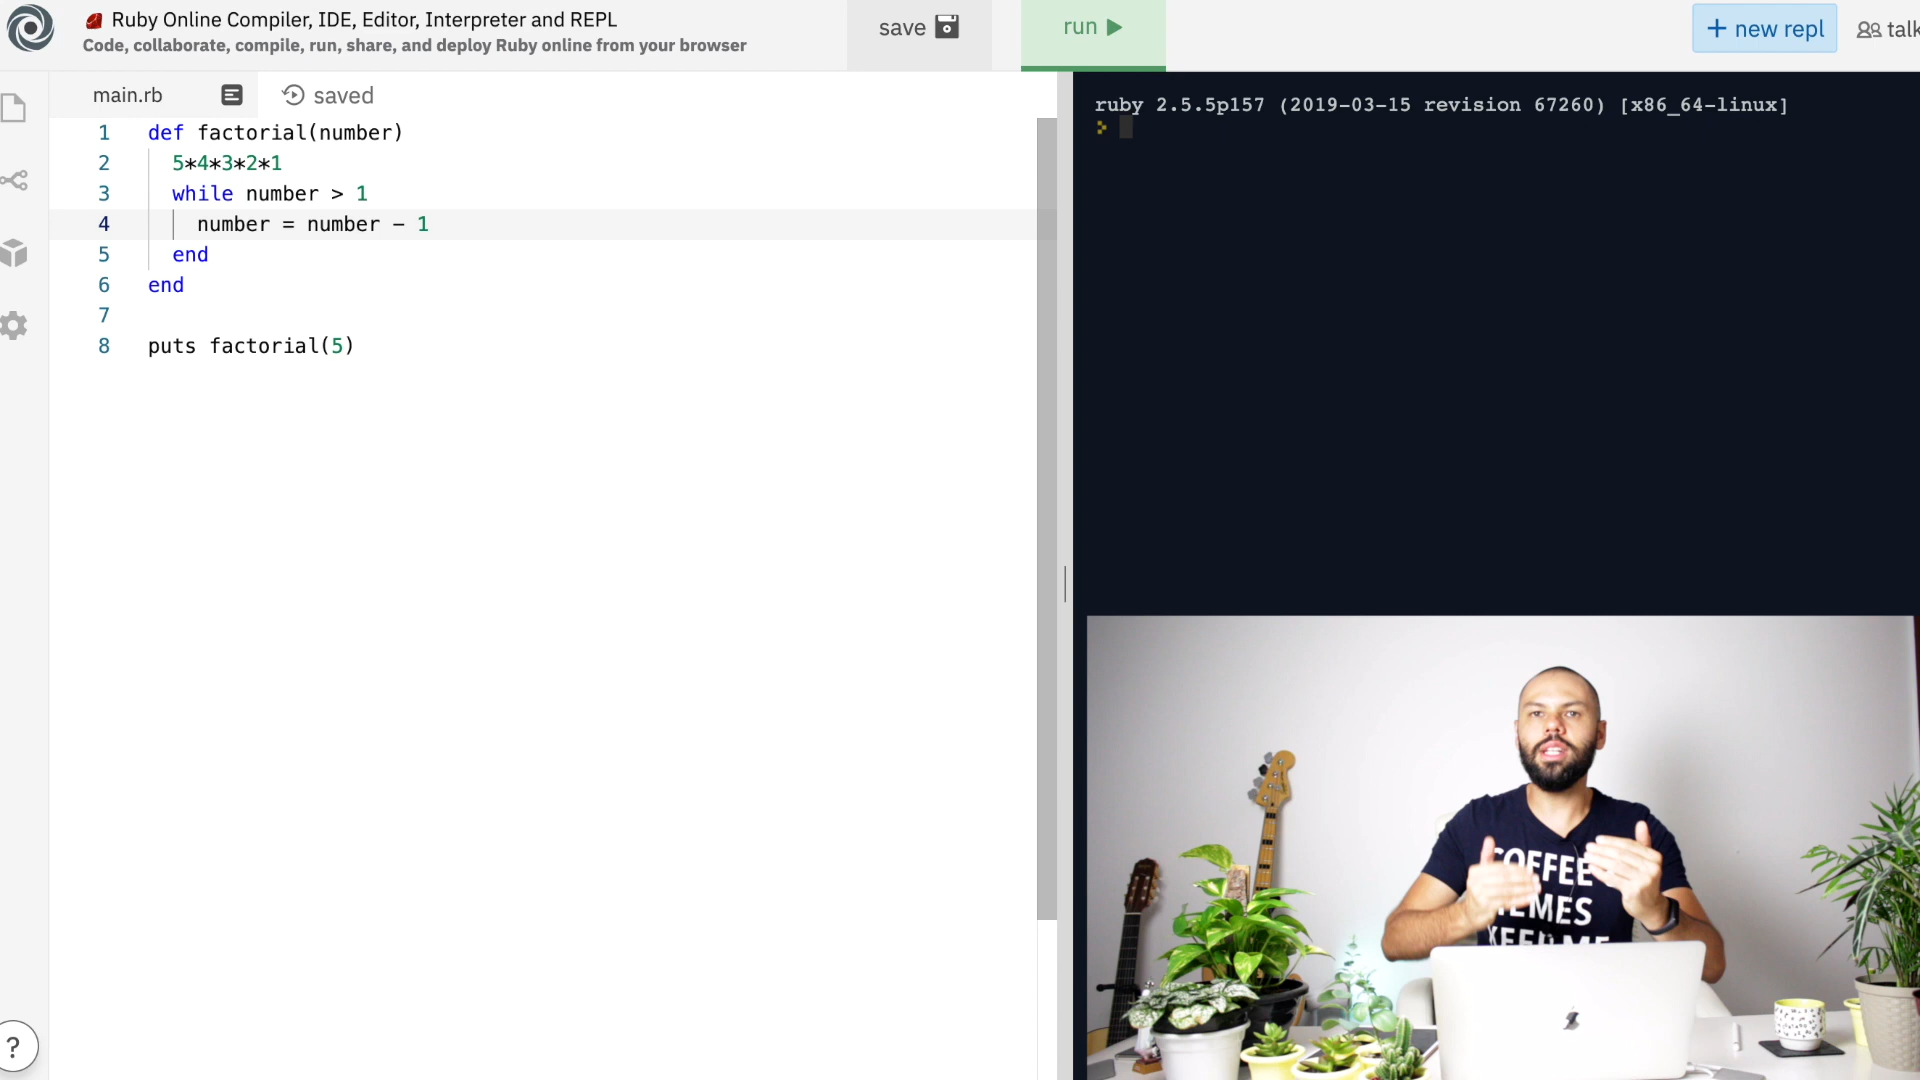 Ruby Online Compiler, IDE, Editor, Interpreter and REPL
Code, collaborate, compile, run, share, and deploy Ruby online from your browser
save
run
+ new repl
talk
main.rb
saved
1 def factorial(number)
2 5*4*3*2*1
3 while number > 1
4 number = number - 1
5 end
6 end
7
8 puts factorial(5)
ruby 2.5.5p157 (2019-03-15 revision 67260) [x86_64-linux]
>
COFFEE
?